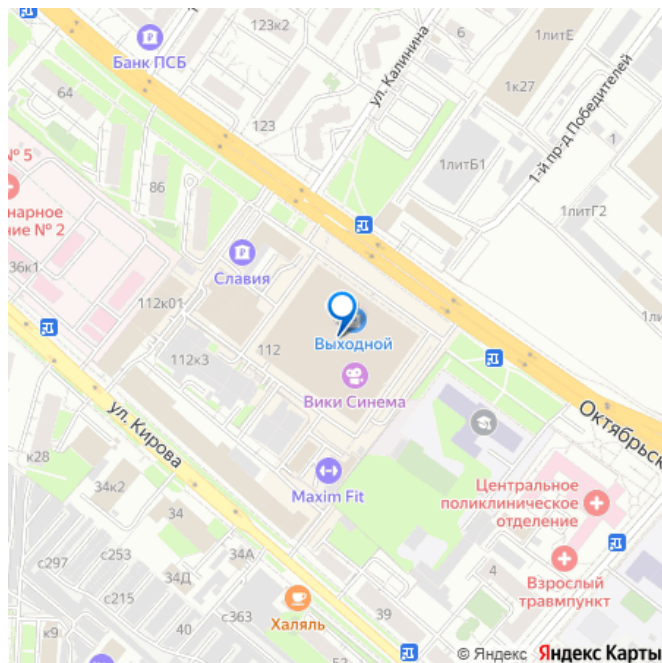 123к2
6
1литЕ
Банк ПСБ
ул. Калинина
1-й пр-д Победителей
64
123
1к27
1
№ 5
86
1литБ1
нарное
ние № 2
1литГ2
36к1
Славия
112к01
1ли
112к3
112
Выходной
Вики Синема
ул. Кирова
Октябрьск
к28
34к2
34
Maxim Fit
Центральное
поликлиническое
отделение
с297
с253
34А
с215
34Д
с363
4
Взрослый
травмпункт
к9
40
Халяль
39
© Яндекс Яндекс Карты